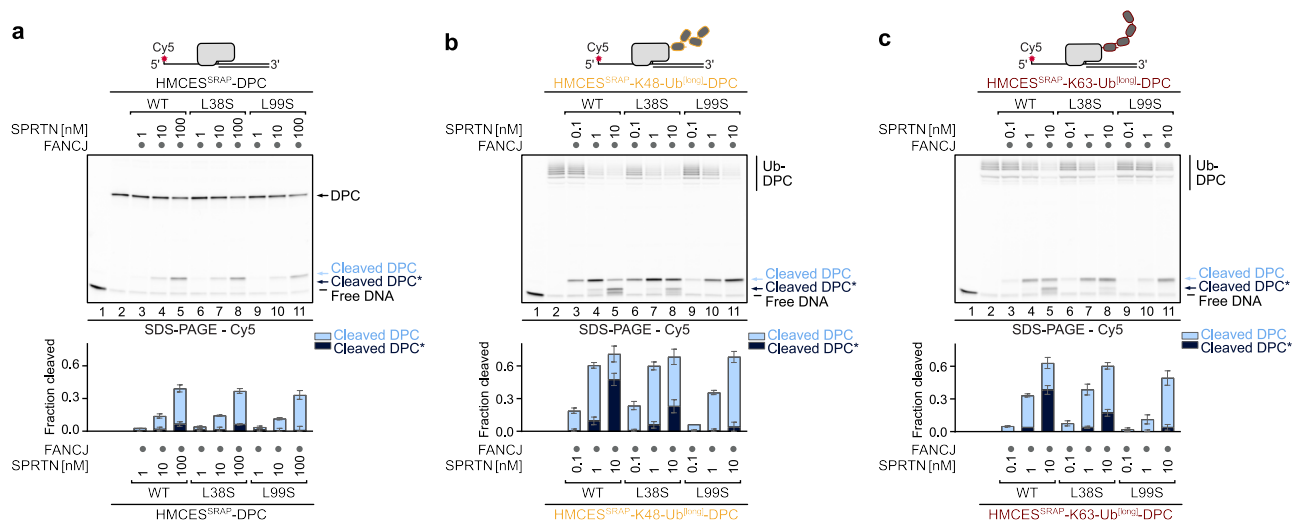 a
Cy5
5' 3'
HMCES^SRAP-DPC
WT L38S L99S
SPRTN [nM] 1 10 100 1 10 100 1 10 100
FANCJ
DPC
Cleaved DPC
Cleaved DPC*
Free DNA
1 2 3 4 5 6 7 8 9 10 11
SDS-PAGE - Cy5
Cleaved DPC
Cleaved DPC*
Fraction cleaved
0.6
0.3
0.0
FANCJ
SPRTN [nM] 1 10 100 1 10 100 1 10 100
WT L38S L99S
HMCES^SRAP-DPC
b
Cy5
5' 3'
HMCES^SRAP-K48-Ub^[long]-DPC
WT L38S L99S
SPRTN [nM] 0.1 1 10 0.1 1 10 0.1 1 10
FANCJ
Ub-
DPC
Cleaved DPC
Cleaved DPC*
Free DNA
1 2 3 4 5 6 7 8 9 10 11
SDS-PAGE - Cy5
Cleaved DPC
Cleaved DPC*
Fraction cleaved
0.6
0.3
0.0
FANCJ
SPRTN [nM] 0.1 1 10 0.1 1 10 0.1 1 10
WT L38S L99S
HMCES^SRAP-K48-Ub^[long]-DPC
c
Cy5
5' 3'
HMCES^SRAP-K63-Ub^[long]-DPC
WT L38S L99S
SPRTN [nM] 0.1 1 10 0.1 1 10 0.1 1 10
FANCJ
Ub-
DPC
Cleaved DPC
Cleaved DPC*
Free DNA
1 2 3 4 5 6 7 8 9 10 11
SDS-PAGE - Cy5
Cleaved DPC
Cleaved DPC*
Fraction cleaved
0.6
0.3
0.0
FANCJ
SPRTN [nM] 0.1 1 10 0.1 1 10 0.1 1 10
WT L38S L99S
HMCES^SRAP-K63-Ub^[long]-DPC